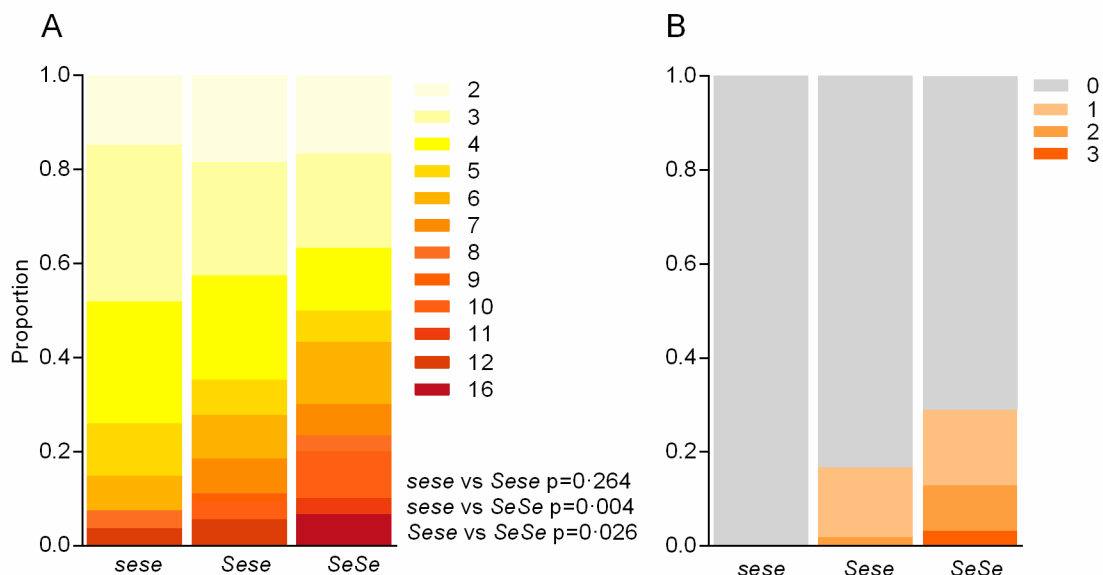 A
1.0
0.8
0.6
0.4
0.2
0.0
Proportion
sese
Sese
SeSe
2
3
4
5
6
7
8
9
10
11
12
16
sese vs Sese p=0·264
sese vs SeSe p=0·004
Sese vs SeSe p=0·026
B
1.0
0.8
0.6
0.4
0.2
0.0
sese
SeSe
SeSe
0
1
2
3